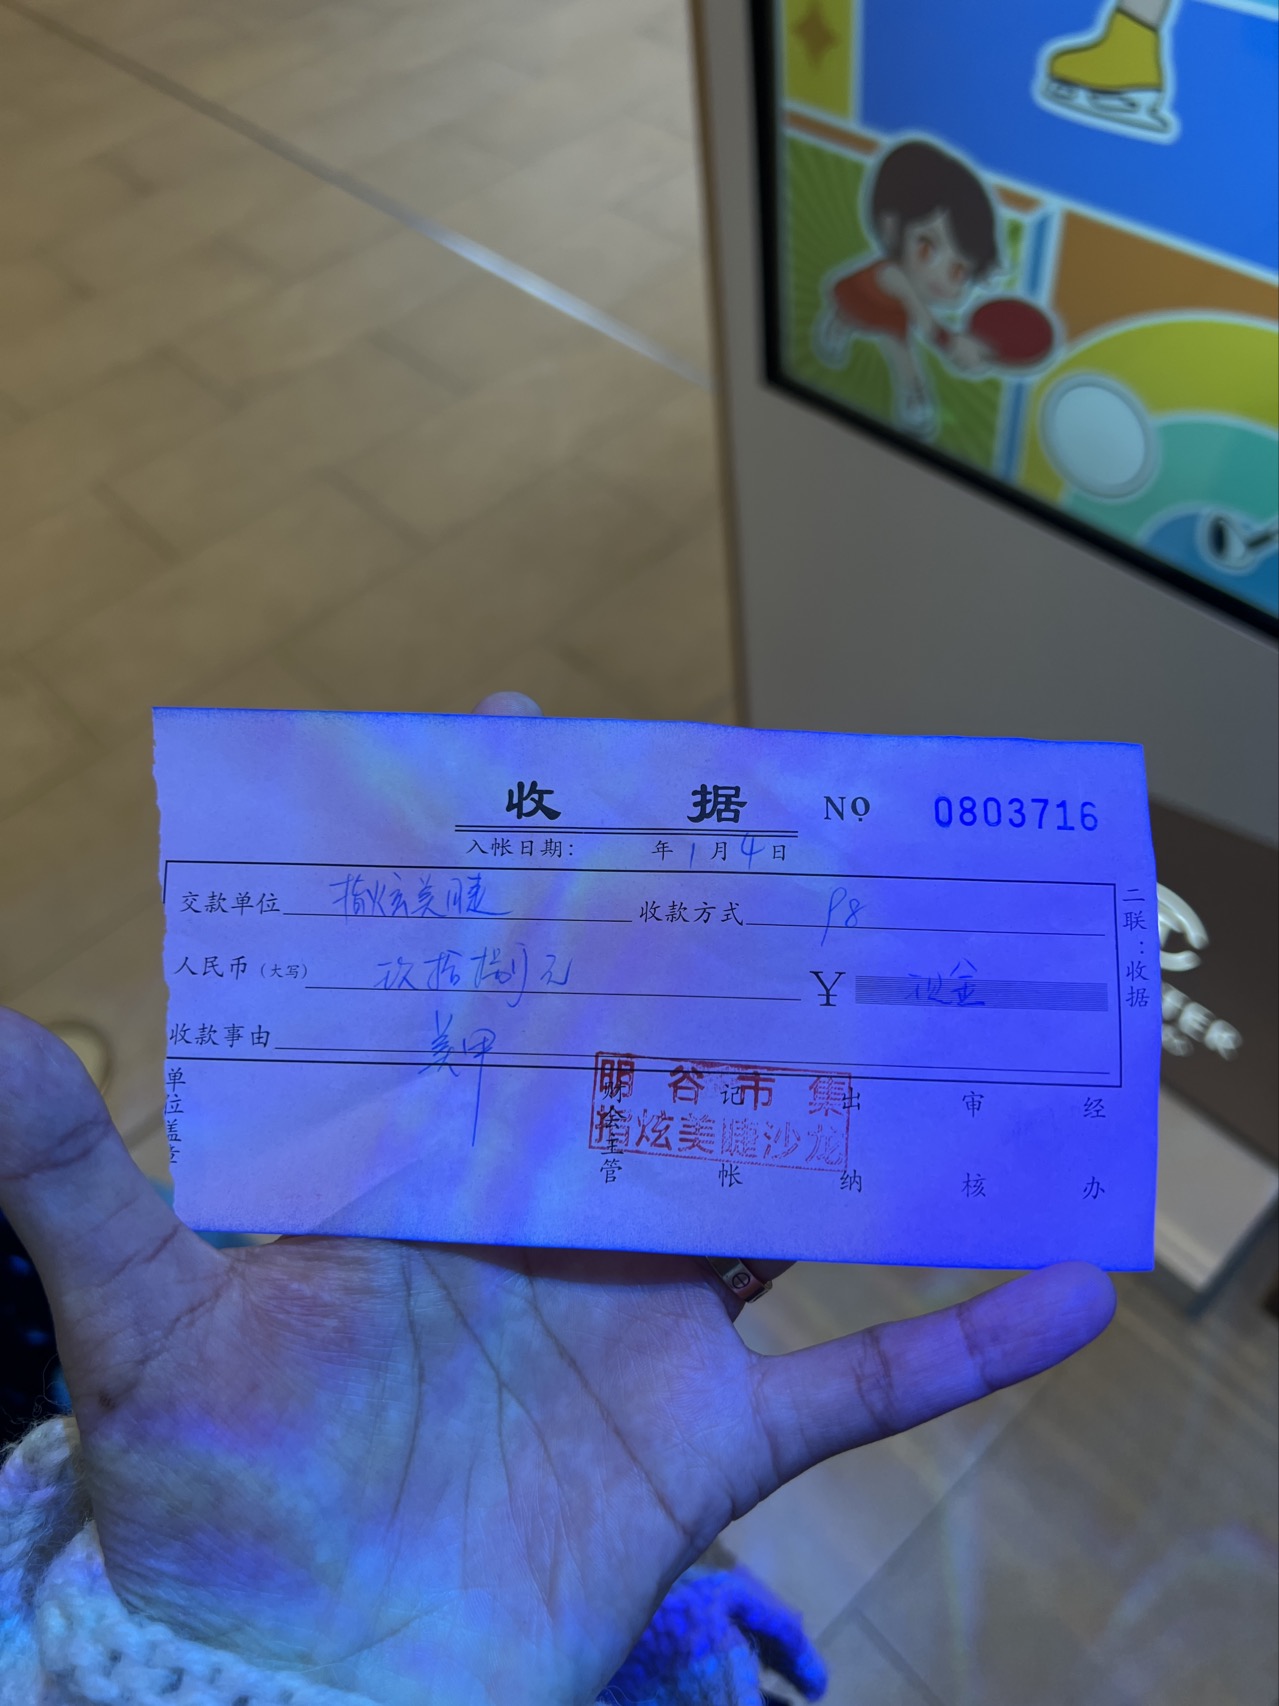 收 据 Nº 0803716
入帐日期: 年1月4日
交款单位 指炫美睫 收款方式 98
人民币(大写) 玖拾捌元 ¥ 现金
收款事由 美甲
二联:收据
明谷市集
指炫美睫沙龙
单位盖章 财会主管 记帐 出纳 审核 经办